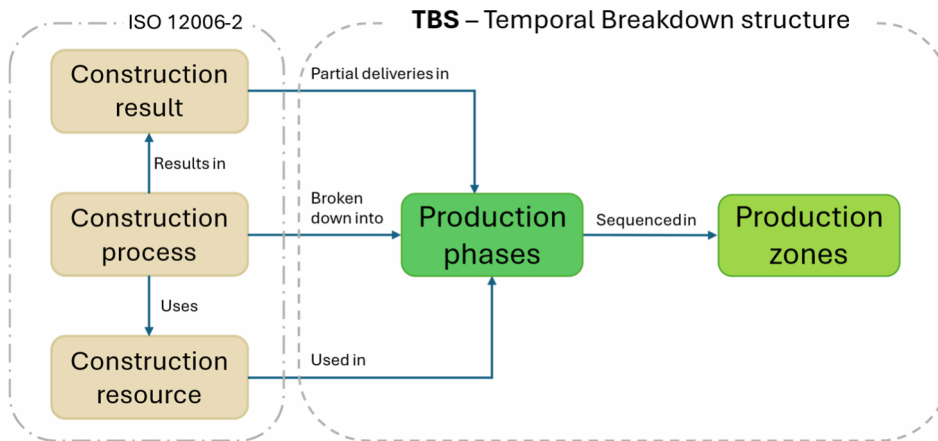 ISO 12006-2
TBS – Temporal Breakdown structure
Construction
result
Partial deliveries in
Results in
Construction
process
Broken
down into
Production
phases
Sequenced in
Production
zones
Uses
Construction
resource
Used in